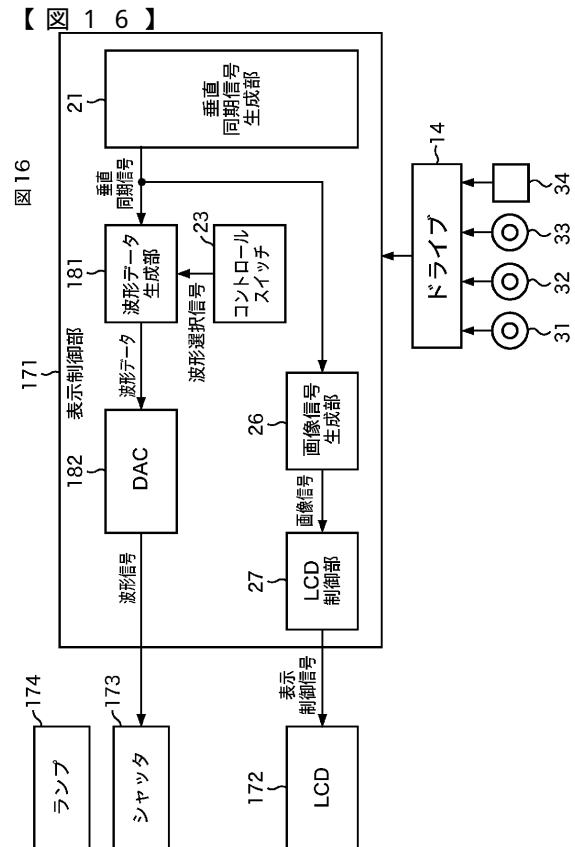 【図１６】
図16
171
表示制御部
21
垂直
同期信号
生成部
垂直
同期信号
181
波形データ
生成部
23
コントロール
スイッチ
波形選択信号
波形データ
182
DAC
波形信号
26
画像信号
生成部
画像信号
27
LCD
制御部
表示
制御信号
14
ドライブ
34
33
32
31
174
ランプ
173
シャッタ
172
LCD